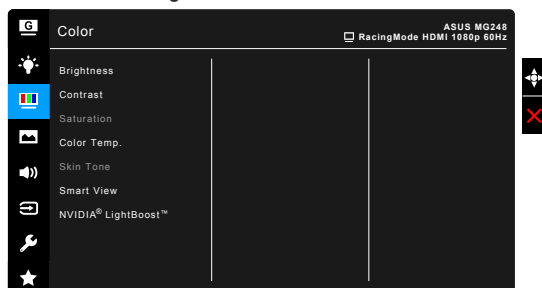 G
Color
ASUS MG248
RacingMode HDMI 1080p 60Hz
Brightness
Contrast
Saturation
Color Temp.
Skin Tone
Smart View
NVIDIA® LightBoost™